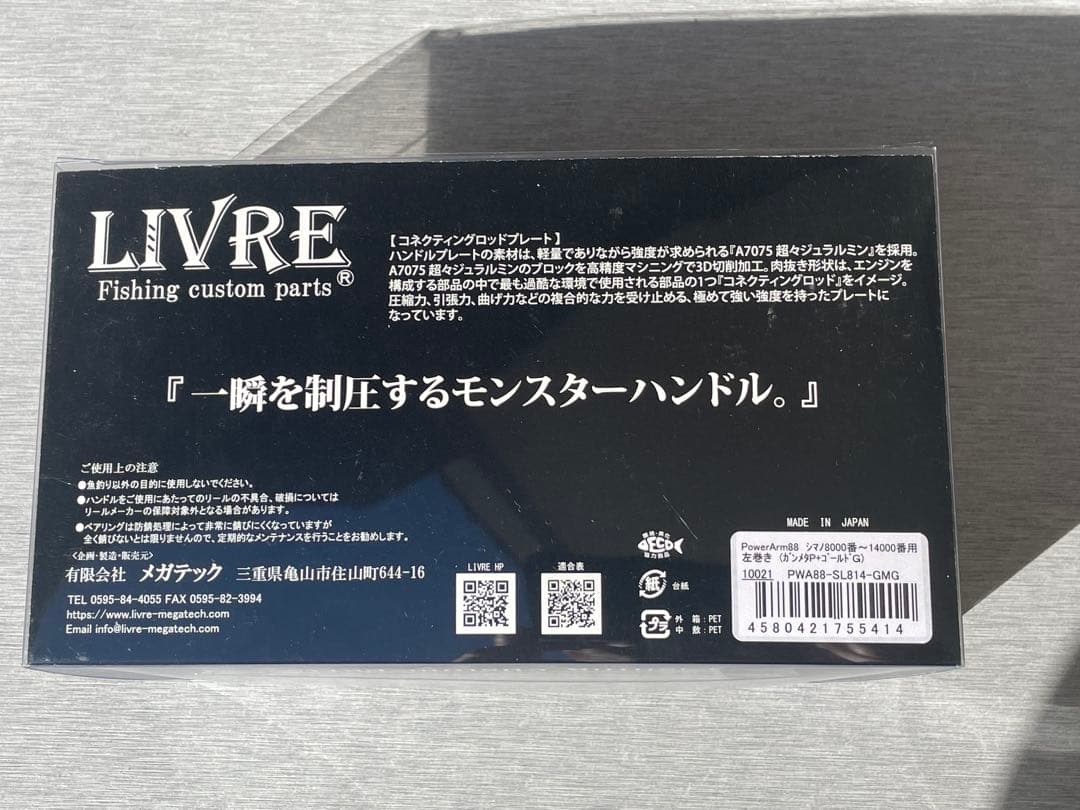 LIVRE
Fishing custom parts®
【コネクティングロッドプレート】
ハンドルプレートの素材は、軽量でありながら強度が求められる『A7075 超々ジュラルミン』を採用。
A7075 超々ジュラルミンのブロックを高精度マシニングで3D切削加工。肉抜き形状は、エンジンを
構成する部品の中で最も過酷な環境で使用される部品の1つ『コネクティングロッド』をイメージ。
圧縮力、引張力、曲げ力などの複合的な力を受け止める、極めて強い強度を持ったプレートに
なっています。
『一瞬を制圧するモンスターハンドル。』
ご使用上の注意
●魚釣り以外の目的に使用しないでください。
●ハンドルをご使用にあたってのリールの不具合、破損については
リールメーカーの保障対象外となる場合があります。
●ベアリングは防錆処理によって非常に錆びにくくなっていますが
全く錆びないとは限りませんので、定期的なメンテナンスを行うことをお勧めします。
<企画・製造・販売元>
有限会社 メガテック 三重県亀山市住山町644-16
TEL 0595-84-4055 FAX 0595-82-3994
https://www.livre-megatech.com
Email info@livre-megatech.com
LIVRE HP
適合表
ECO
紙
台紙
プラ
外 箱:PET
中 敷:PET
MADE IN JAPAN
PowerArm88 シマノ8000番～14000番用
左巻き (ガンメタP+ゴールドG)
10021 PWA88-SL814-GMG
4580421755414